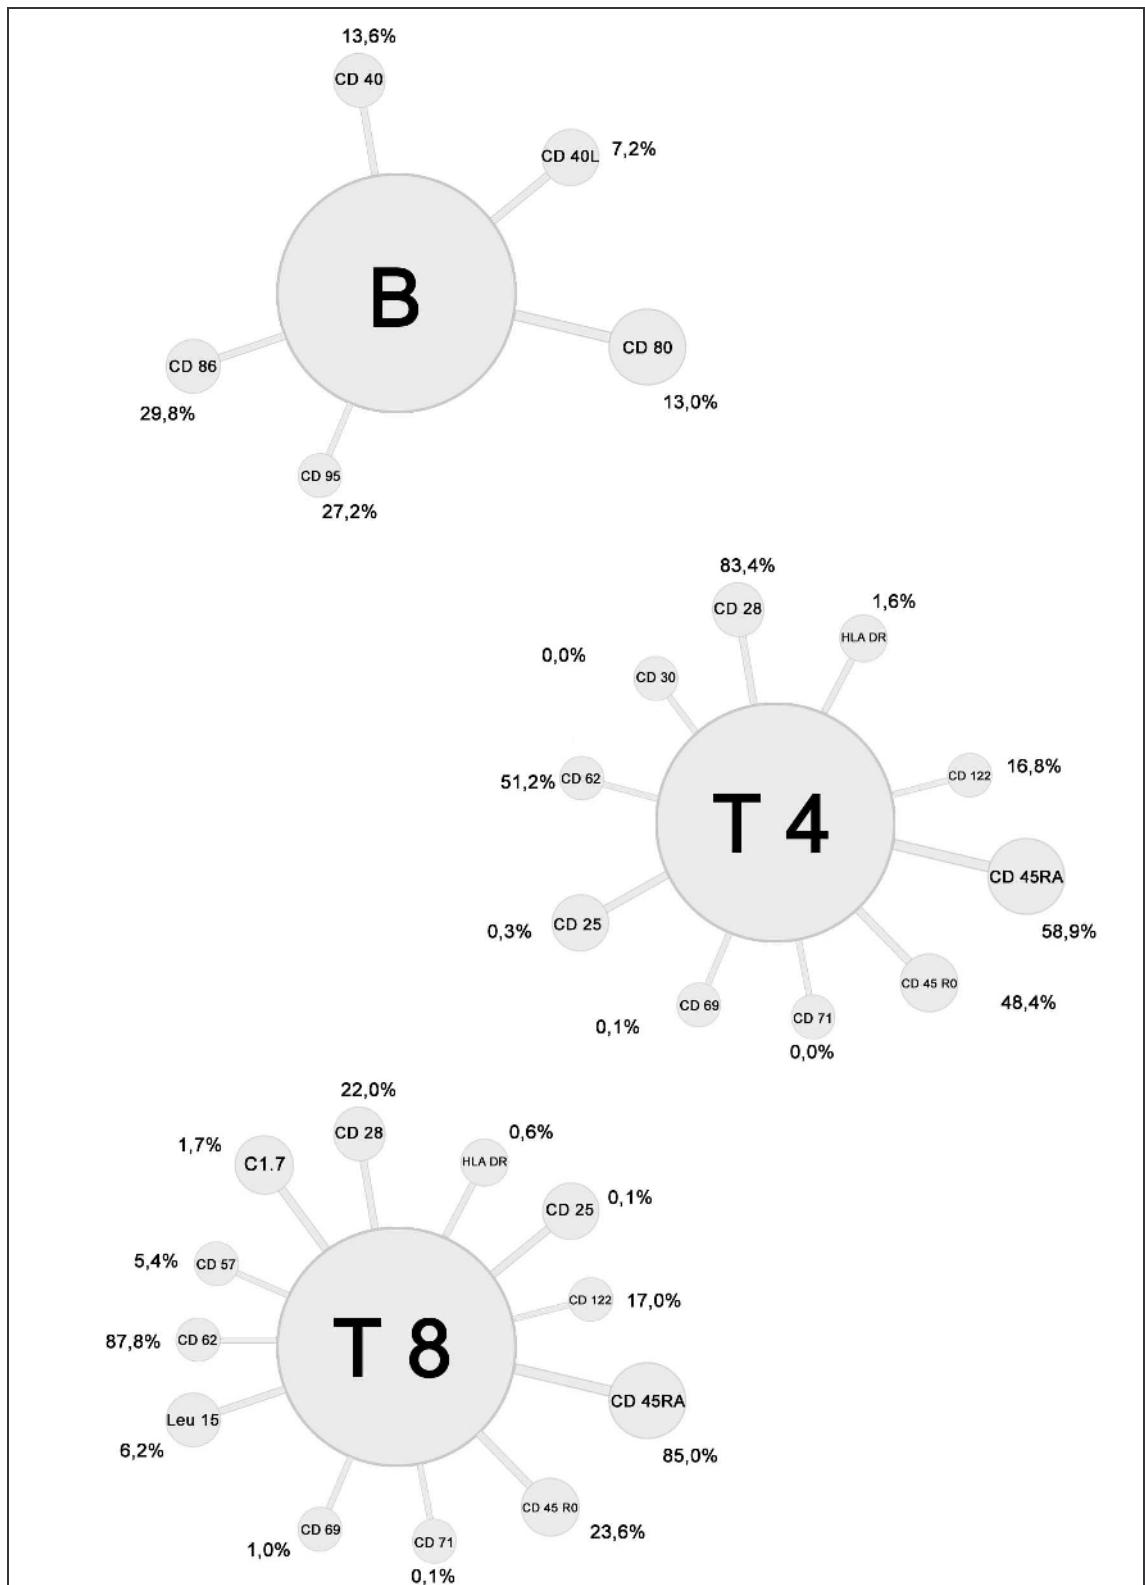 13,6%
CD 40
CD 40L
7,2%
B
CD 80
13,0%
CD 86
29,8%
CD 95
27,2%
83,4%
CD 28
1,6%
HLA DR
0,0%
CD 30
51,2%
CD 62
CD 122
16,8%
T 4
CD 45RA
58,9%
0,3%
CD 25
CD 45 R0
48,4%
0,1%
CD 69
CD 71
0,0%
22,0%
CD 28
1,7%
C1.7
0,6%
HLA DR
CD 25
0,1%
5,4%
CD 57
CD 122
17,0%
87,8%
CD 62
T 8
CD 45RA
85,0%
Leu 15
6,2%
CD 45 R0
23,6%
CD 69
1,0%
CD 71
0,1%